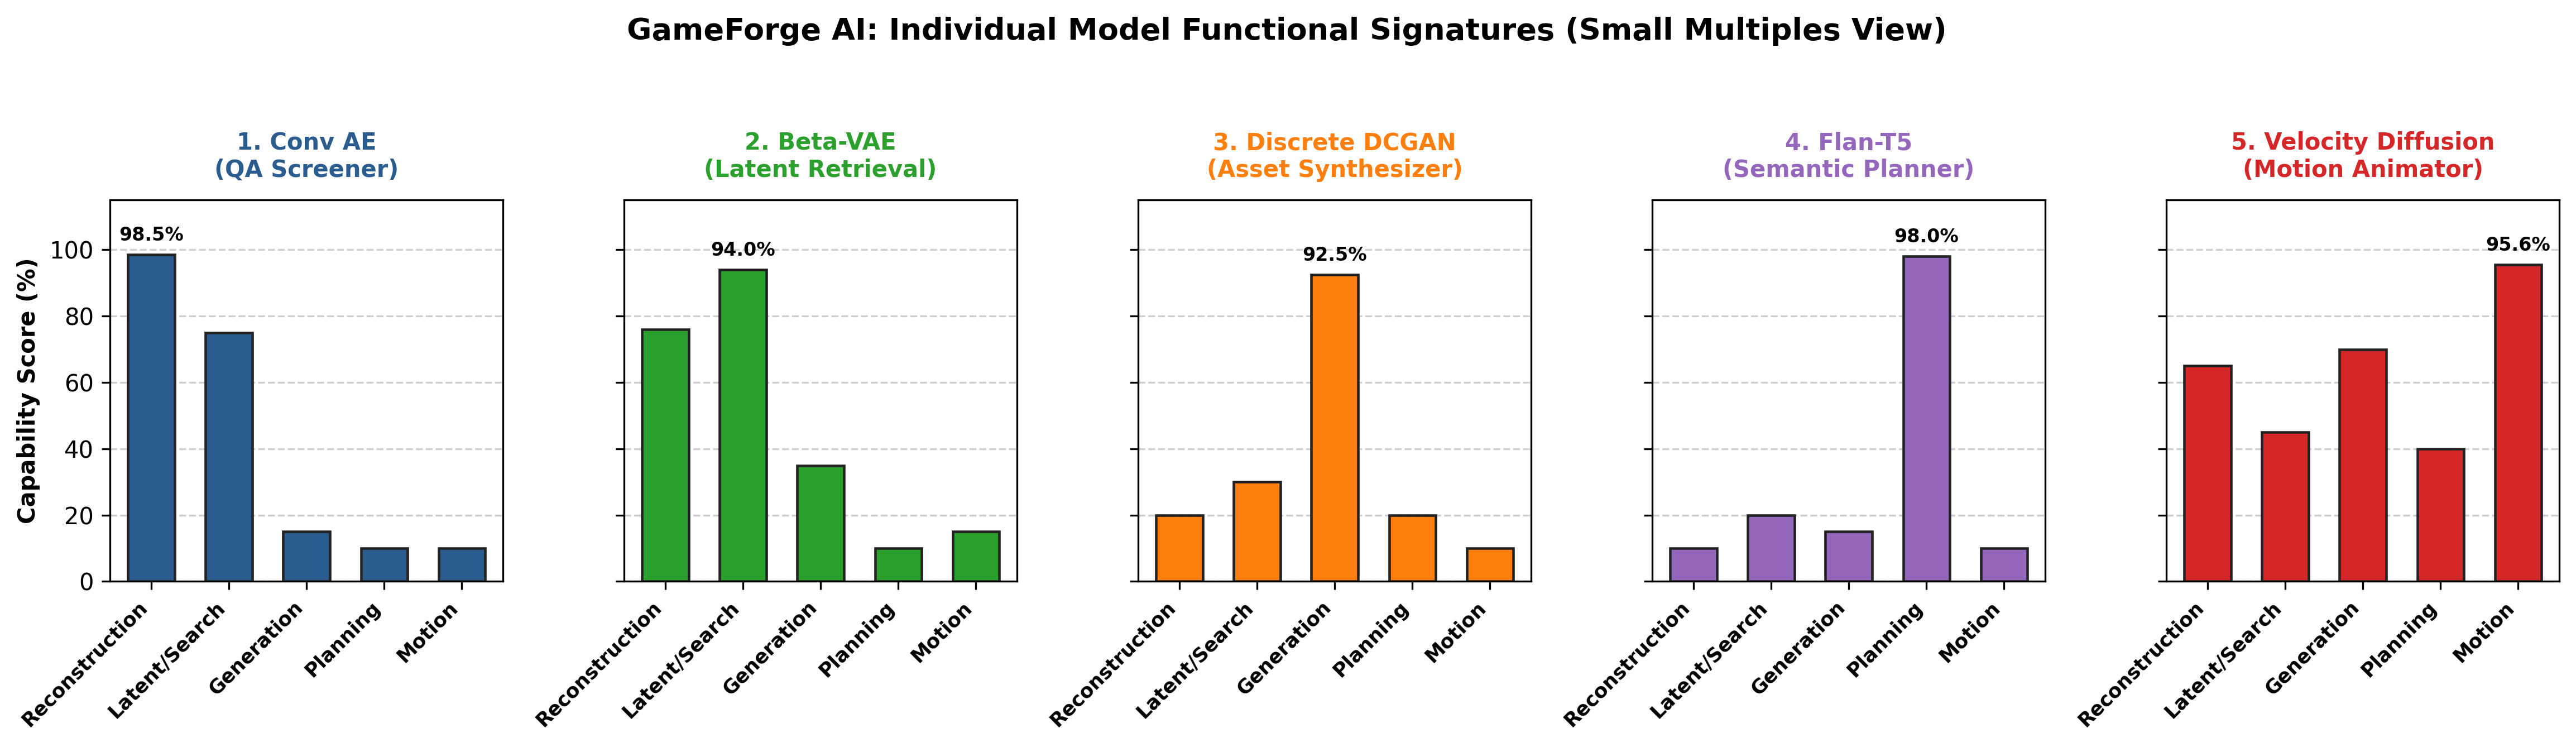 GameForge AI: Individual Model Functional Signatures (Small Multiples View)
1. Conv AE
(QA Screener)
2. Beta-VAE
(Latent Retrieval)
3. Discrete DCGAN
(Asset Synthesizer)
4. Flan-T5
(Semantic Planner)
5. Velocity Diffusion
(Motion Animator)
Capability Score (%)
100
80
60
40
20
0
98.5%
Reconstruction
Latent/Search
Generation
Planning
Motion
94.0%
Reconstruction
Latent/Search
Generation
Planning
Motion
92.5%
Reconstruction
Latent/Search
Generation
Planning
Motion
98.0%
Reconstruction
Latent/Search
Generation
Planning
Motion
95.6%
Reconstruction
Latent/Search
Generation
Planning
Motion